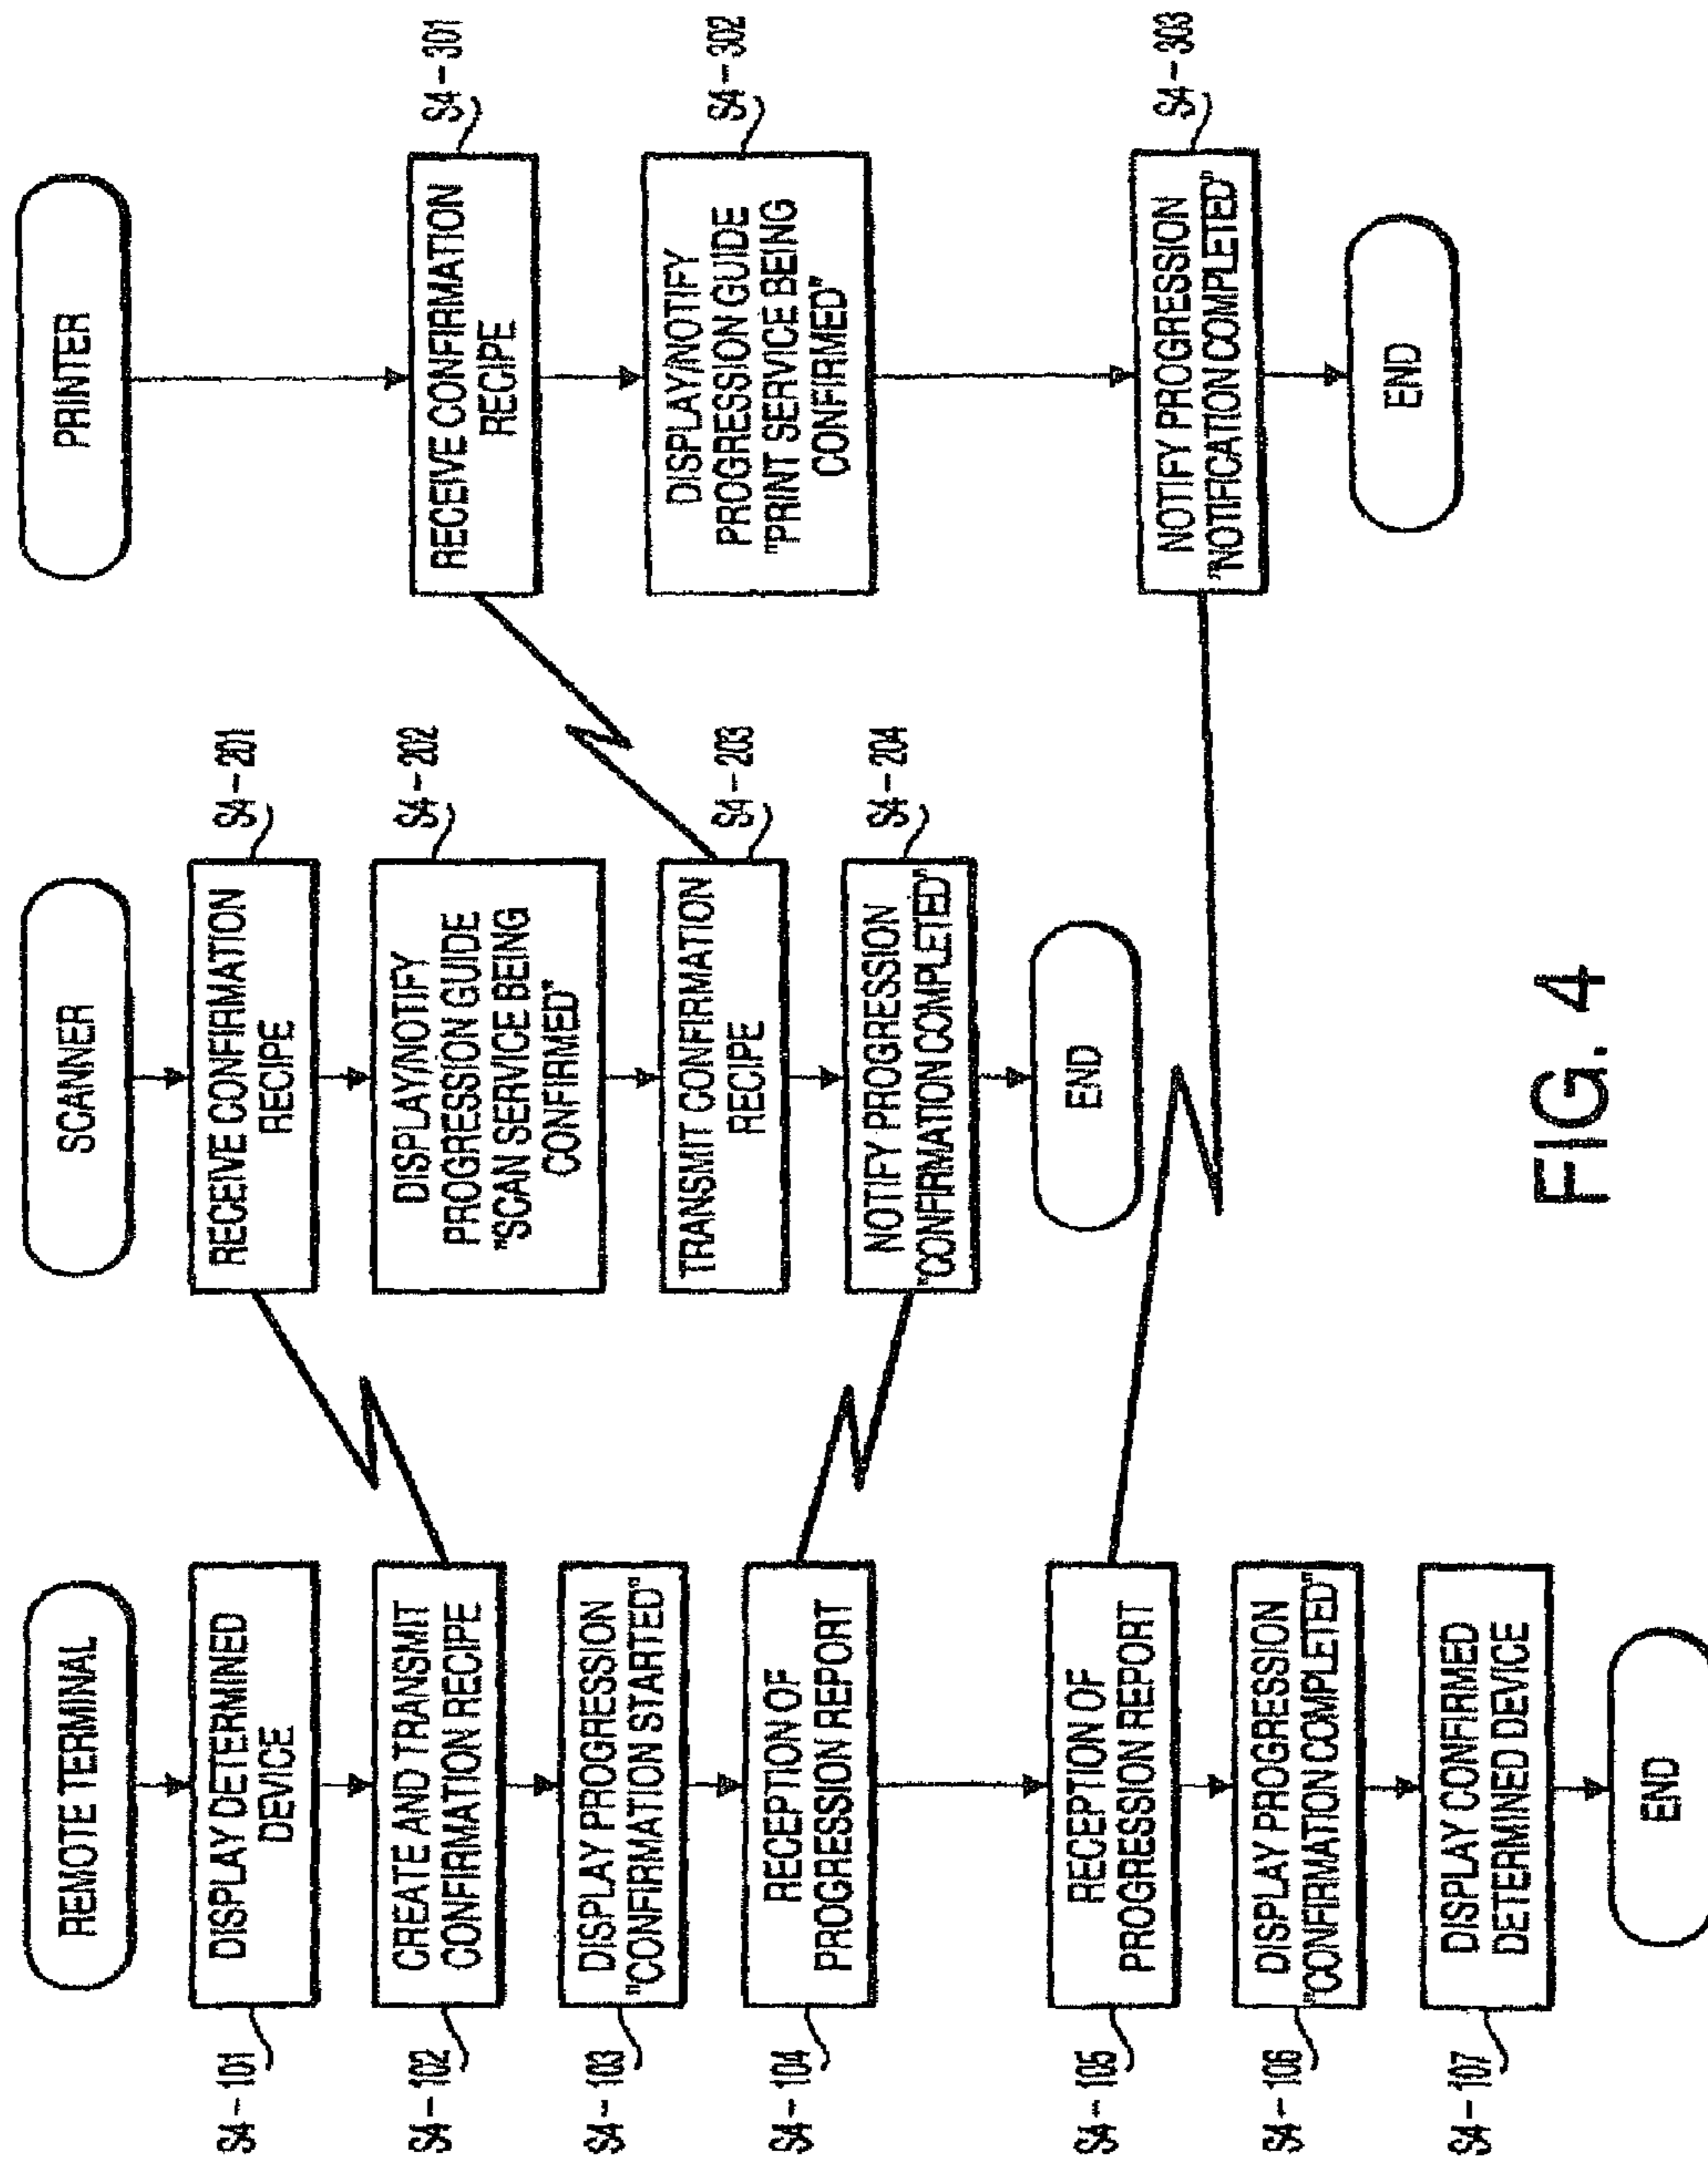 REMOTE TERMINAL
S4-101
DISPLAY DETERMINED
DEVICE
S4-102
CREATE AND TRANSMIT
CONFIRMATION RECIPE
S4-103
DISPLAY PROGRESSION
"CONFIRMATION STARTED"
S4-104
RECEPTION OF
PROGRESSION REPORT
S4-105
RECEPTION OF
PROGRESSION REPORT
S4-106
DISPLAY PROGRESSION
"CONFIRMATION COMPLETED"
S4-107
DISPLAY CONFIRMED
DETERMINED DEVICE
END
SCANNER
S4-201
RECEIVE CONFIRMATION
RECIPE
S4-202
DISPLAY/NOTIFY
PROGRESSION GUIDE
"SCAN SERVICE BEING
CONFIRMED"
S4-203
TRANSMIT CONFIRMATION
RECIPE
S4-204
NOTIFY PROGRESSION
"CONFIRMATION COMPLETED"
END
PRINTER
S4-301
RECEIVE CONFIRMATION
RECIPE
S4-302
DISPLAY/NOTIFY
PROGRESSION GUIDE
"PRINT SERVICE BEING
CONFIRMED"
S4-303
NOTIFY PROGRESSION
"NOTIFICATION COMPLETED"
END
FIG. 4